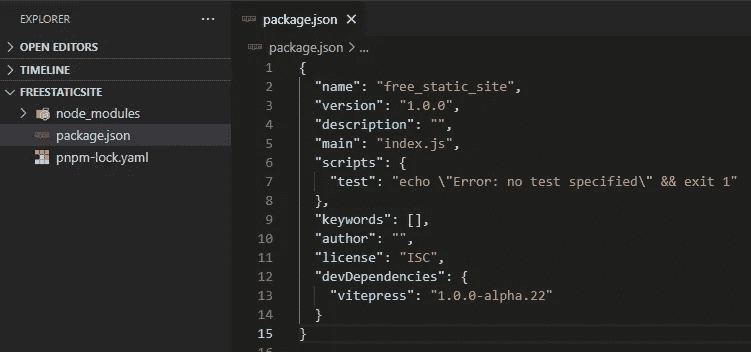 EXPLORER
...
OPEN EDITORS
TIMELINE
FREESTATICSITE
node_modules
package.json
pnpm-lock.yaml
package.json
package.json > ...
1 {
2 "name": "free_static_site",
3 "version": "1.0.0",
4 "description": "",
5 "main": "index.js",
6 "scripts": {
7 "test": "echo \"Error: no test specified\" && exit 1"
8 },
9 "keywords": [],
10 "author": "",
11 "license": "ISC",
12 "devDependencies": {
13 "vitepress": "1.0.0-alpha.22"
14 }
15 }
16